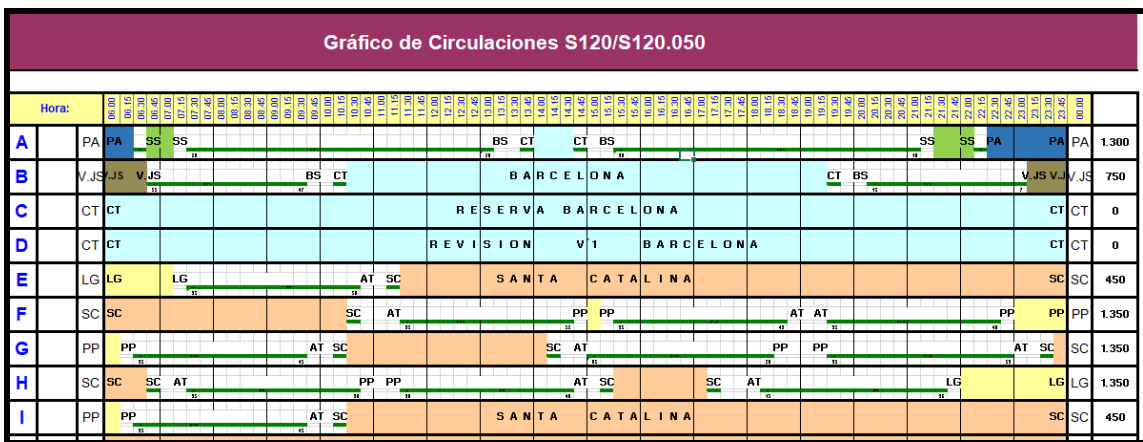 Gráfico de Circulaciones S120/S120.050
Hora: 06.00 06.15 06.30 06.45 07.00 07.15 07.30 07.45 08.00 08.15 08.30 08.45 09.00 09.15 09.30 09.45 10.00 10.15 10.30 10.45 11.00 11.15 11.30 11.45 12.00 12.15 12.30 12.45 13.00 13.15 13.30 13.45 14.00 14.15 14.30 14.45 15.00 15.15 15.30 15.45 16.00 16.15 16.30 16.45 17.00 17.15 17.30 17.45 18.00 18.15 18.30 18.45 19.00 19.15 19.30 19.45 20.00 20.15 20.30 20.45 21.00 21.15 21.30 21.45 22.00 22.15 22.30 22.45 23.00 23.15 23.30 23.45 00.00
A PA PA SS SS BS CT CT BS SS SS PA PA PA 1.300
B V.JS V.JS V.JS BS CT BARCELONA CT BS V.JS V.J V.JS 750
C CT CT RESERVA BARCELONA CT CT 0
D CT CT REVISION V1 BARCELONA CT CT 0
E LG LG LG AT SC SANTA CATALINA SC SC 450
F SC SC SC AT PP PP AT AT PP PP PP 1.350
G PP PP AT SC SC AT PP PP AT SC SC 1.350
H SC SC SC AT PP PP AT SC SC AT LG LG LG 1.350
I PP PP AT SC SANTA CATALINA SC SC 450